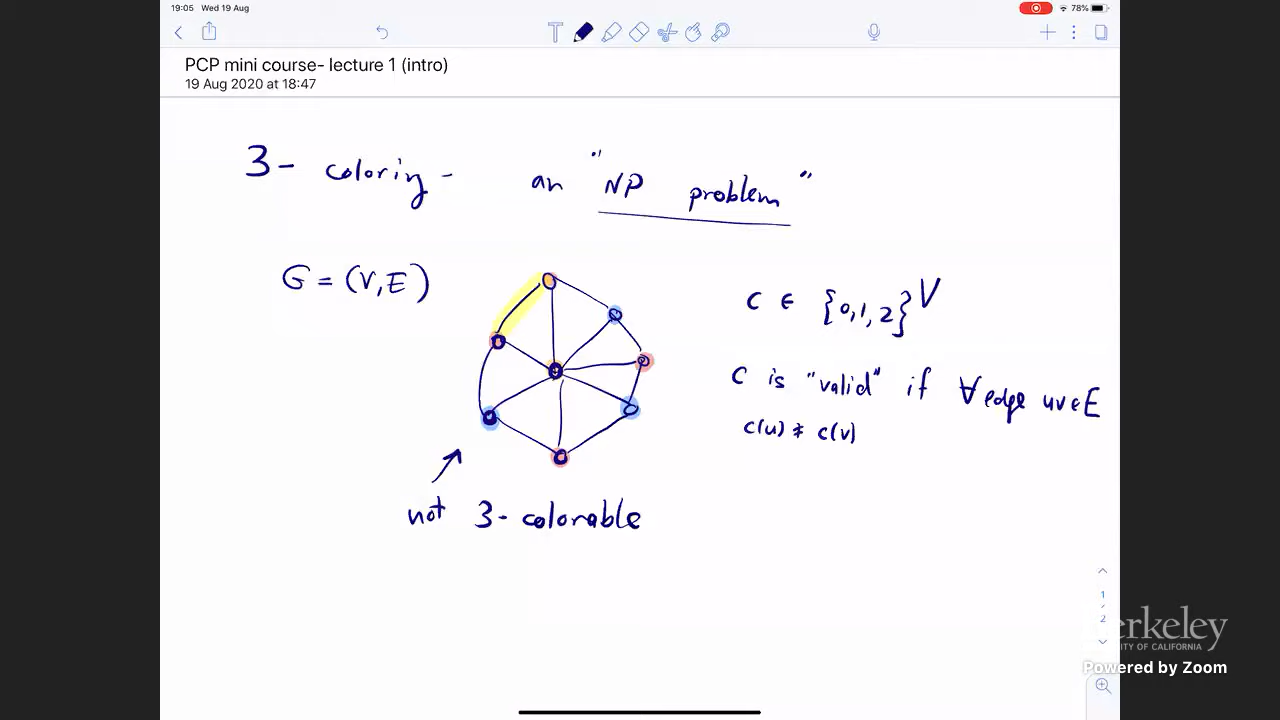 19:05 Wed 19 Aug
78%
PCP mini course- lecture 1 (intro)
19 Aug 2020 at 18:47
3- coloring - an "NP problem"
G = (V,E)
C ∈ {0,1,2}^V
C is "valid" if ∀ edge uv∈E
c(u) ≠ c(v)
not 3-colorable
1
2
Berkeley
UNIVERSITY OF CALIFORNIA
Powered by Zoom